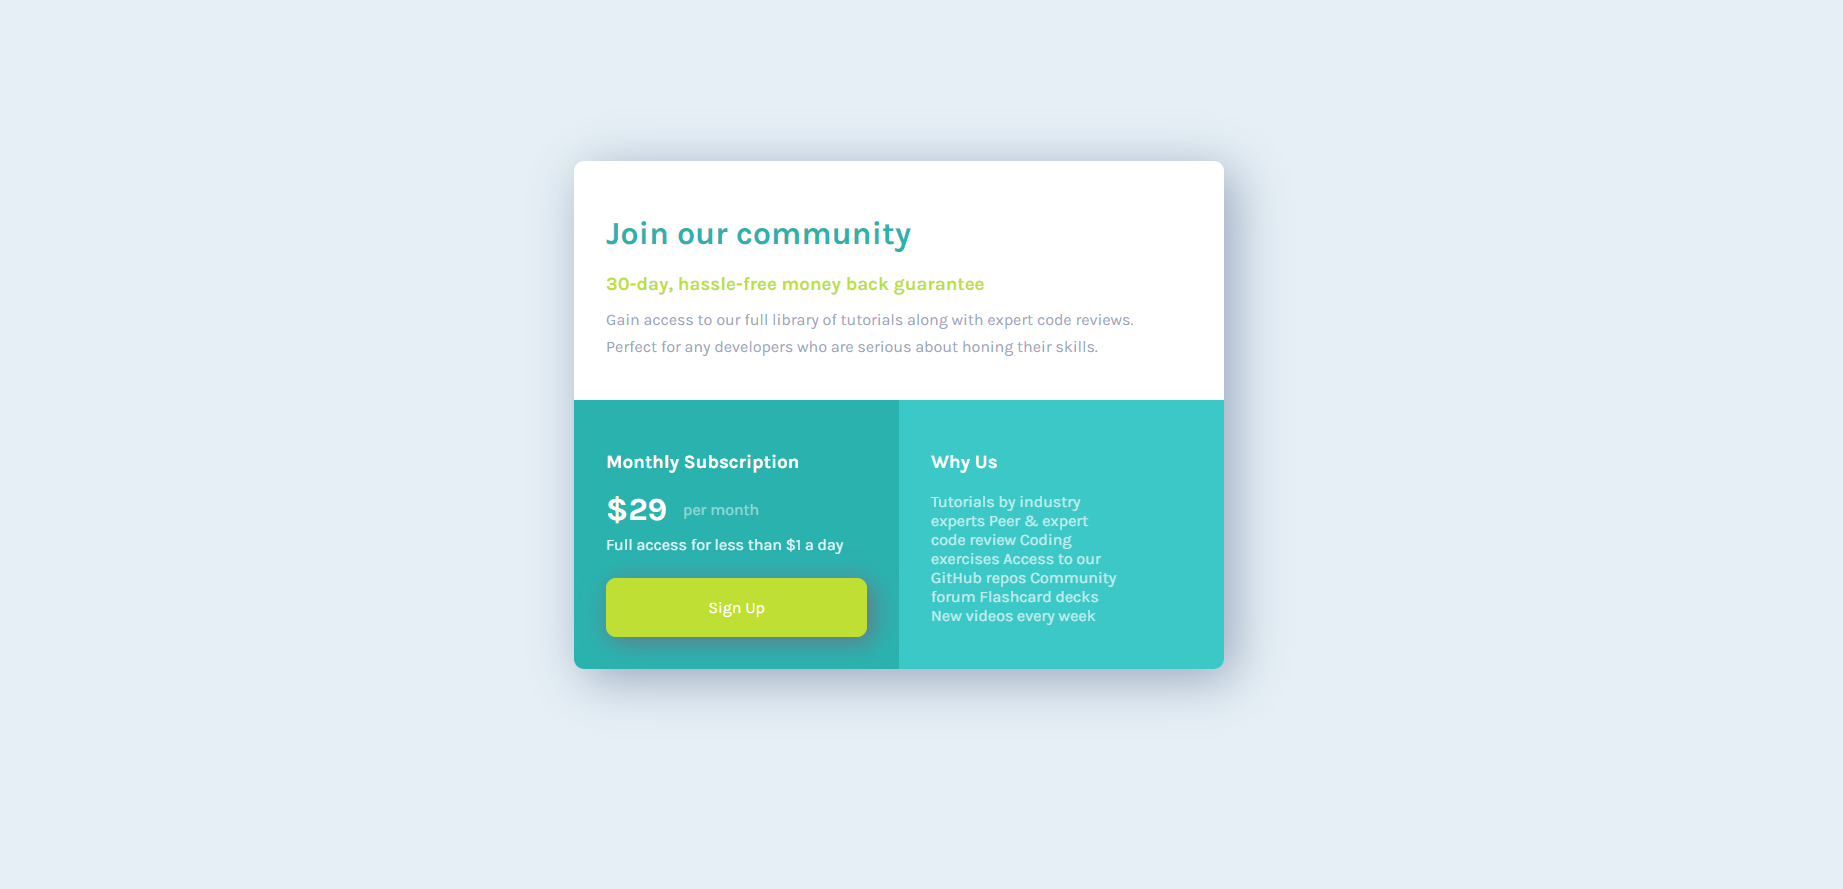 Join our community
30-day, hassle-free money back guarantee
Gain access to our full library of tutorials along with expert code reviews.
Perfect for any developers who are serious about honing their skills.
Monthly Subscription
$29 per month
Full access for less than $1 a day
Sign Up
Why Us
Tutorials by industry
experts Peer & expert
code review Coding
exercises Access to our
GitHub repos Community
forum Flashcard decks
New videos every week